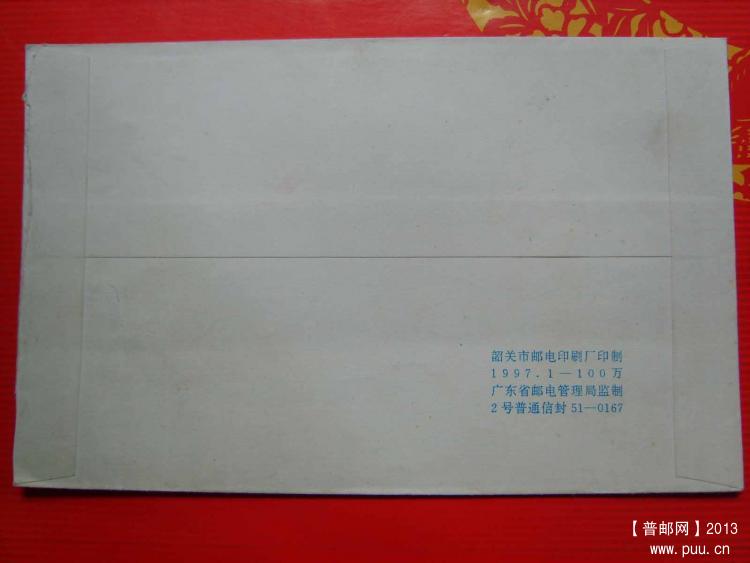 韶关市邮电印刷厂印制
1997.1—100万
广东省邮电管理局监制
2号普通信封 51—0167
【普邮网】2013
www.puu.cn